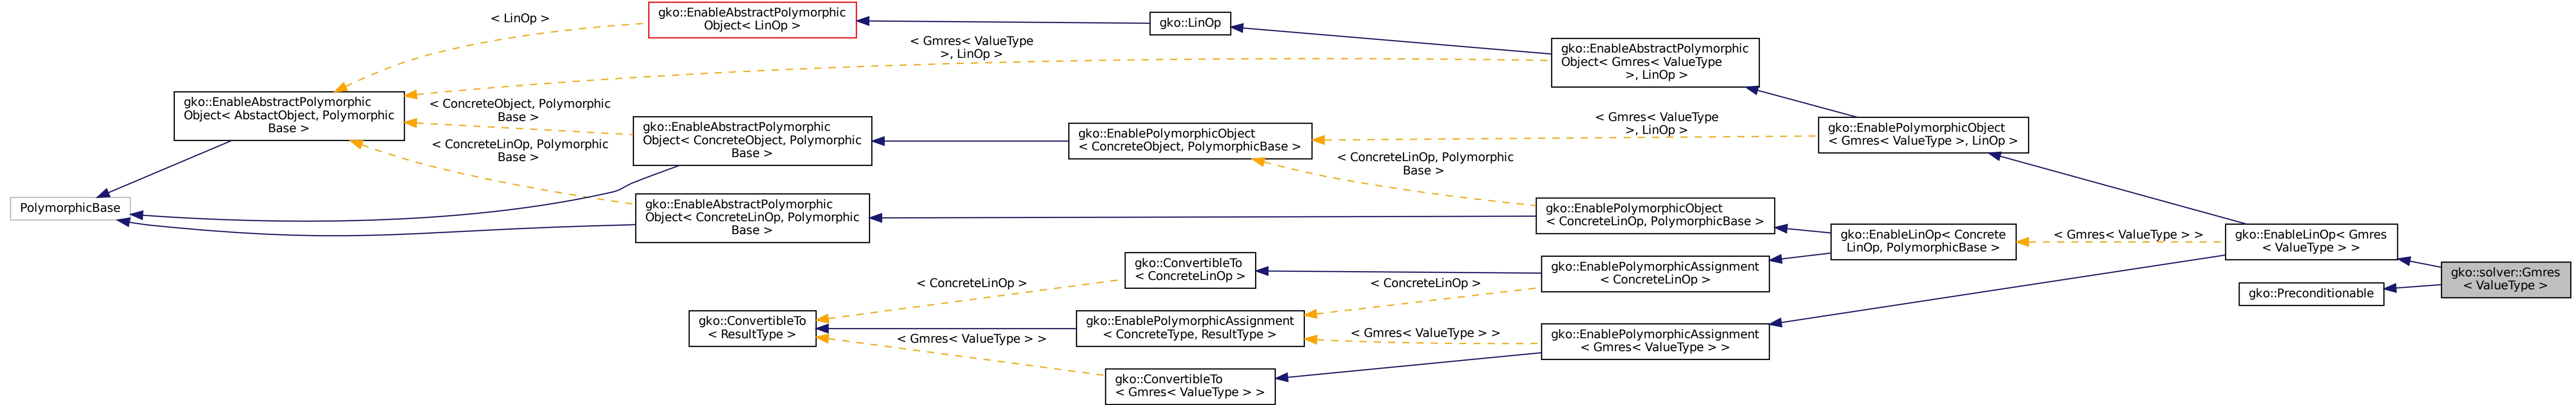 PolymorphicBase
gko::EnableAbstractPolymorphic
Object< AbstactObject, Polymorphic
Base >
< LinOp >
< Gmres< ValueType
>, LinOp >
< ConcreteObject, Polymorphic
Base >
< ConcreteLinOp, Polymorphic
Base >
gko::EnableAbstractPolymorphic
Object< LinOp >
gko::EnableAbstractPolymorphic
Object< ConcreteObject, Polymorphic
Base >
gko::EnableAbstractPolymorphic
Object< ConcreteLinOp, Polymorphic
Base >
gko::ConvertibleTo
< ResultType >
< ConcreteLinOp >
< Gmres< ValueType > >
gko::LinOp
gko::EnablePolymorphicObject
< ConcreteObject, PolymorphicBase >
gko::ConvertibleTo
< ConcreteLinOp >
gko::EnablePolymorphicAssignment
< ConcreteType, ResultType >
gko::ConvertibleTo
< Gmres< ValueType > >
< Gmres< ValueType
>, LinOp >
< ConcreteLinOp, Polymorphic
Base >
< ConcreteLinOp >
< Gmres< ValueType > >
gko::EnableAbstractPolymorphic
Object< Gmres< ValueType
>, LinOp >
gko::EnablePolymorphicObject
< ConcreteLinOp, PolymorphicBase >
gko::EnablePolymorphicAssignment
< ConcreteLinOp >
gko::EnablePolymorphicAssignment
< Gmres< ValueType > >
gko::EnablePolymorphicObject
< Gmres< ValueType >, LinOp >
gko::EnableLinOp< Concrete
LinOp, PolymorphicBase >
< Gmres< ValueType > >
gko::EnableLinOp< Gmres
< ValueType > >
gko::Preconditionable
gko::solver::Gmres
< ValueType >